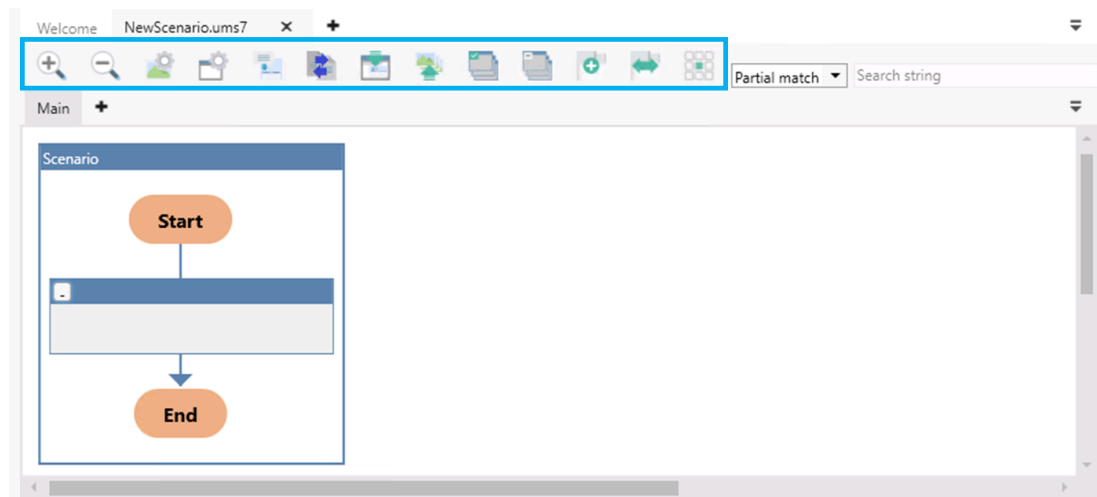 Welcome NewScenario.ums7
Partial match Search string
Main
Scenario
Start
End